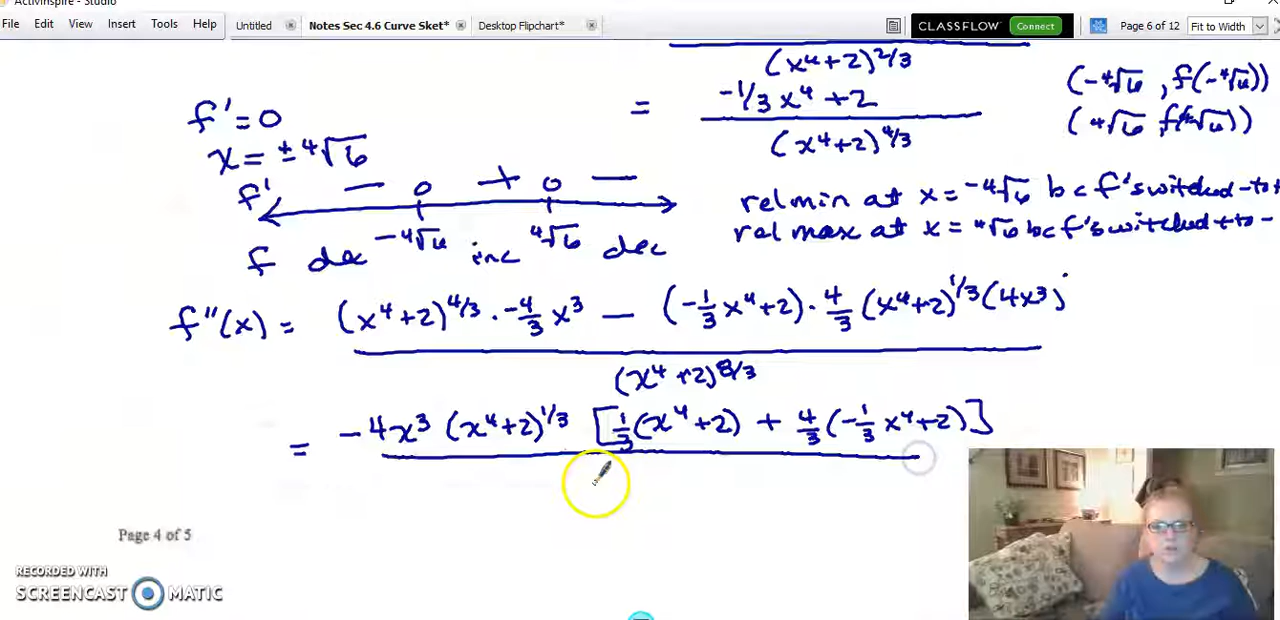 ActivInspire - Studio
File Edit View Insert Tools Help Untitled Notes Sec 4.6 Curve Sket* Desktop Flipchart* CLASSFLOW Connect Page 6 of 12 Fit to Width
(x⁴+2)^2/3
= -1/3 x⁴ + 2
(x⁴+2)^4/3
(-⁴√6, f(-⁴√6))
(⁴√6, f(⁴√6))
f' = 0
x = ±⁴√6
f' — 0 + 0 —
-⁴√6 ⁴√6
f dec inc dec
rel min at x = -⁴√6 bc f' switched - to
rel max at x = ⁴√6 bc f' switched + to -
f''(x) = (x⁴+2)^4/3 · -4/3 x³ — (-1/3 x⁴+2) · 4/3 (x⁴+2)^1/3 (4x³)
(x⁴+2)^8/3
= -4x³ (x⁴+2)^1/3 [1/3 (x⁴+2) + 4/3 (-1/3 x⁴+2)]
Page 4 of 5
RECORDED WITH
SCREENCAST MATIC